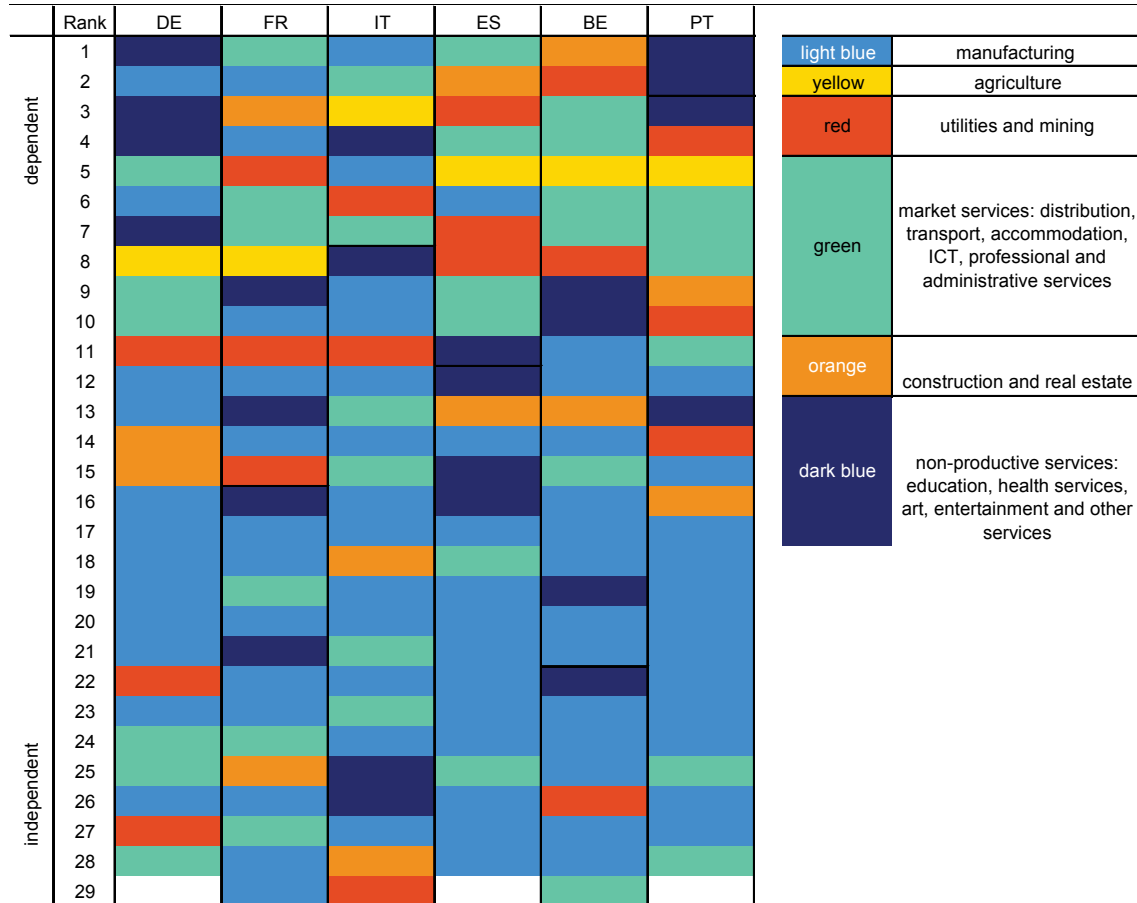 Rank DE FR IT ES BE PT
dependent
independent
1
2
3
4
5
6
7
8
9
10
11
12
13
14
15
16
17
18
19
20
21
22
23
24
25
26
27
28
29
light blue manufacturing
yellow agriculture
red utilities and mining
green
market services: distribution,
transport, accommodation,
ICT, professional and
administrative services
orange
construction and real estate
dark blue
non-productive services:
education, health services,
art, entertainment and other
services